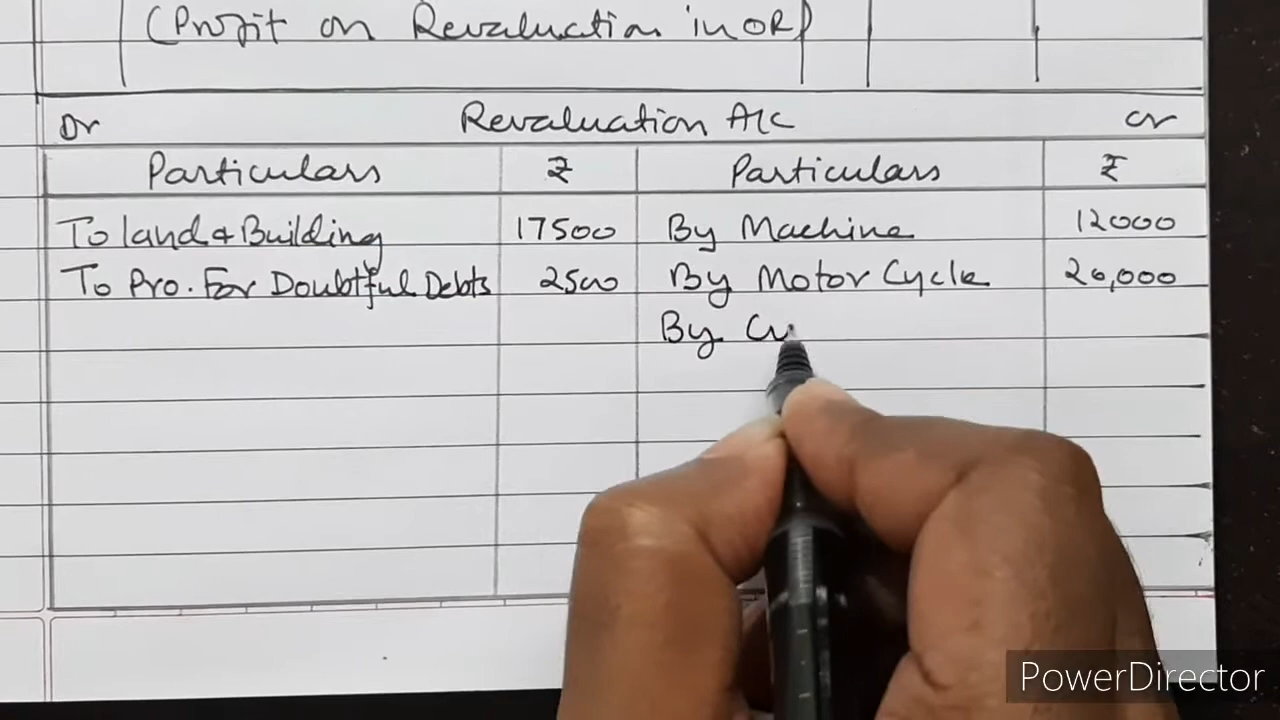 (Profit on Revaluation in OR)
Dr Revaluation A/c Cr
Particulars ₹ Particulars ₹
To land & Building 17500 By Machine 12000
To Pro. For Doubtful Debts 2500 By Motor Cycle 20,000
By
PowerDirector